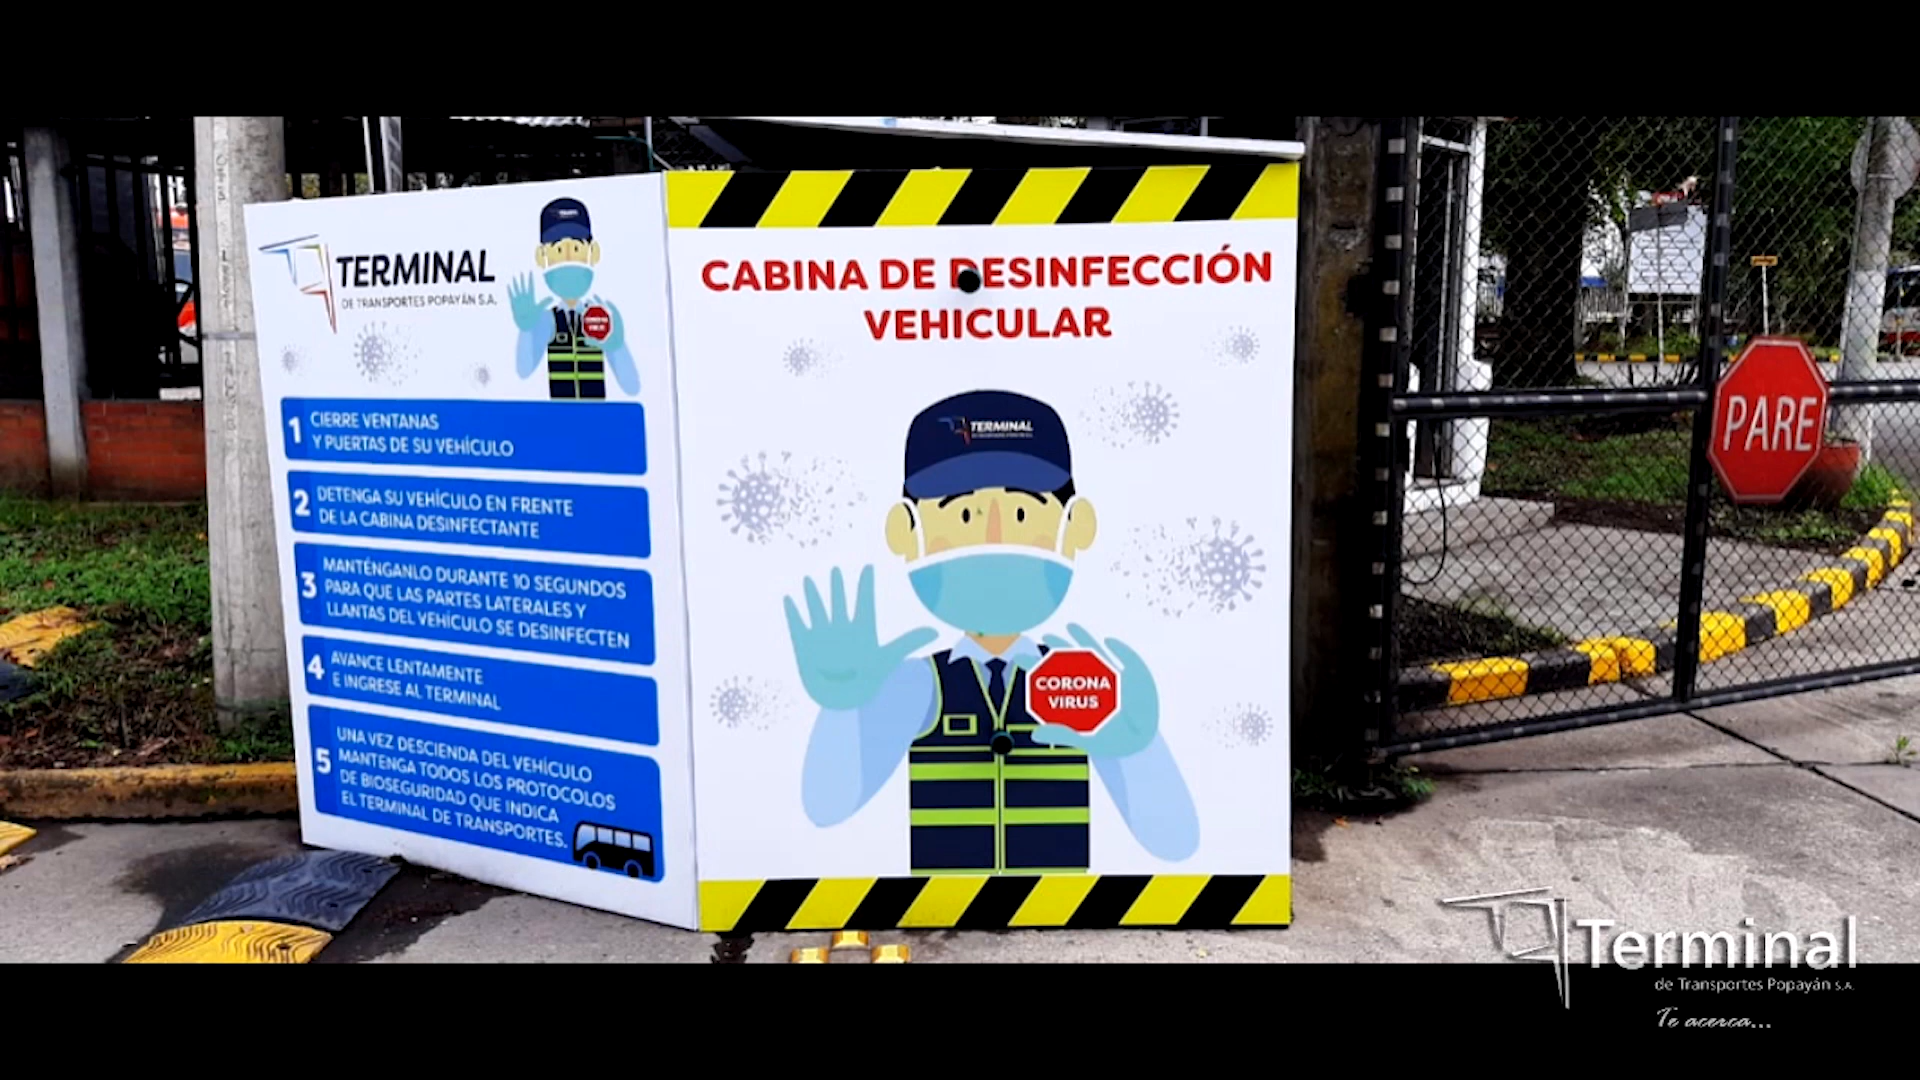 TERMINAL
DE TRANSPORTES POPAYÁN S.A.
CORONA
VIRUS
1 CIERRE VENTANAS
Y PUERTAS DE SU VEHÍCULO
2 DETENGA SU VEHÍCULO EN FRENTE
DE LA CABINA DESINFECTANTE
3 MANTÉNGANLO DURANTE 10 SEGUNDOS
PARA QUE LAS PARTES LATERALES Y
LLANTAS DEL VEHÍCULO SE DESINFECTEN
4 AVANCE LENTAMENTE
E INGRESE AL TERMINAL
5 UNA VEZ DESCIENDA DEL VEHÍCULO
MANTENGA TODOS LOS PROTOCOLOS
DE BIOSEGURIDAD QUE INDICA
EL TERMINAL DE TRANSPORTES.
CABINA DE DESINFECCIÓN
VEHICULAR
TERMINAL
CORONA
VIRUS
PARE
Terminal
de Transportes Popayán S.A.
Te acerca...